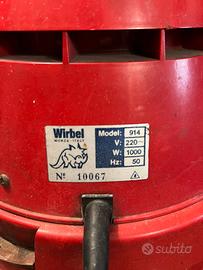 Wirbel
MONZA - ITALY
Model: 914
V: 220~
W: 1000
Hz: 50
Nº 10067
subito